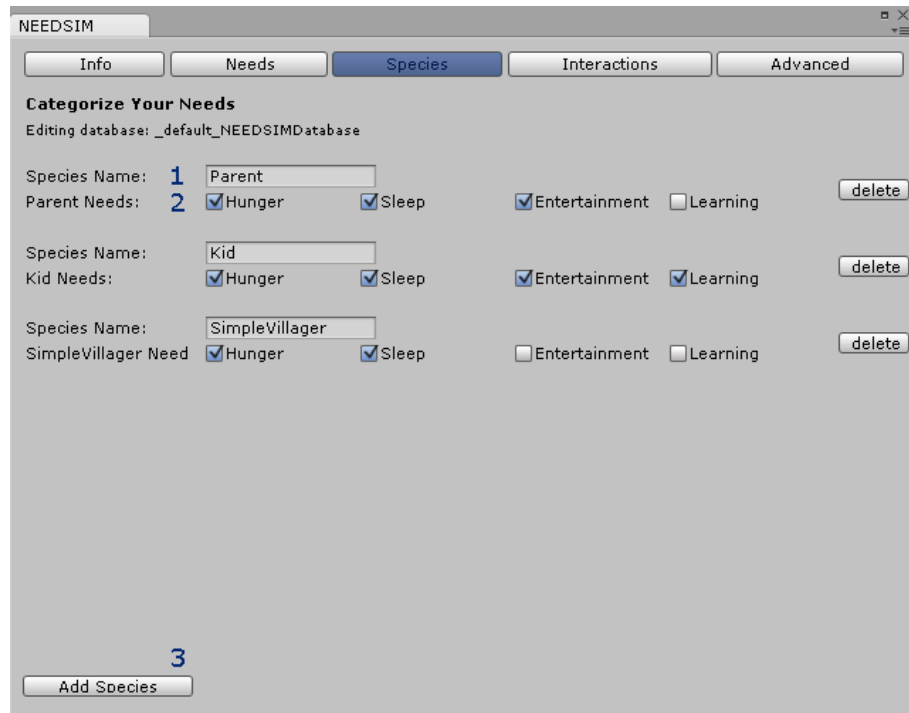 NEEDSIM
Info Needs Species Interactions Advanced
Categorize Your Needs
Editing database: _default_NEEDSIMDatabase
Species Name: 1 Parent
Parent Needs: 2 Hunger Sleep Entertainment Learning delete
Species Name: Kid
Kid Needs: Hunger Sleep Entertainment Learning delete
Species Name: SimpleVillager
SimpleVillager Need Hunger Sleep Entertainment Learning delete
3
Add Species